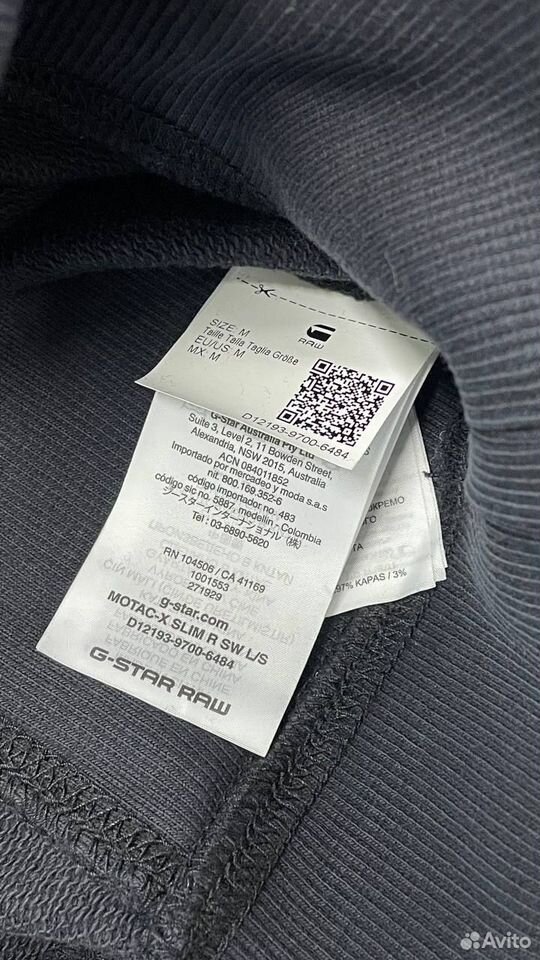 SIZE: M
Taille Talla Taglia Größe
EU/US: M
MX: M
RAW
D12193-9700-6484
G-Star Australia Pty Ltd
Suite 3, Level 2, 11 Bowden Street,
Alexandria, NSW 2015, Australia
ACN 084011852
Importado por mercadeo y moda s.a.s
nit. 800.169.352-6
código importador no. 483
código sic no. 5887. medellin - Colombia
ジースターインターナショナル (株)
Tel : 03-6890-5620
RN 104506 / CA 41169
1001553
271929
g-star.com
MOTAC-X SLIM R SW L/S
D12193-9700-6484
G-STAR RAW
97% KAPAS / 3%
Avito